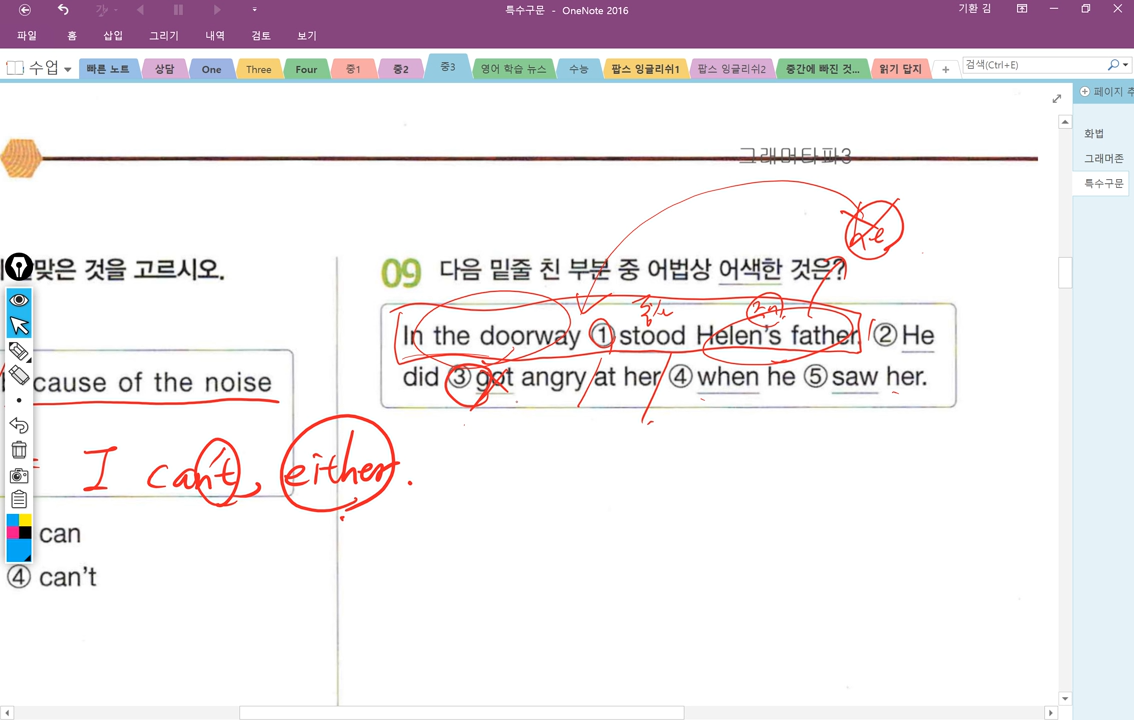 특수구문 - OneNote 2016
기환 김
파일 홈 삽입 그리기 내역 검토 보기
수업 빠른 노트 상담 One Three Four 중1 중2 중3 영어 학습 뉴스 수능 팝스 잉글리쉬1 팝스 잉글리쉬2 중간에 빠진 것... 읽기 답지 + 검색(Ctrl+E)
페이지 추
화법
그래머존
특수구문
그래머타파3
he
맞은 것을 고르시오.
09 다음 밑줄 친 부분 중 어법상 어색한 것은?
동사
In the doorway ① stood Helen's father. ② He
did ③ got angry at her ④ when he ⑤ saw her.
cause of the noise
= I can't, either.
can
④ can't